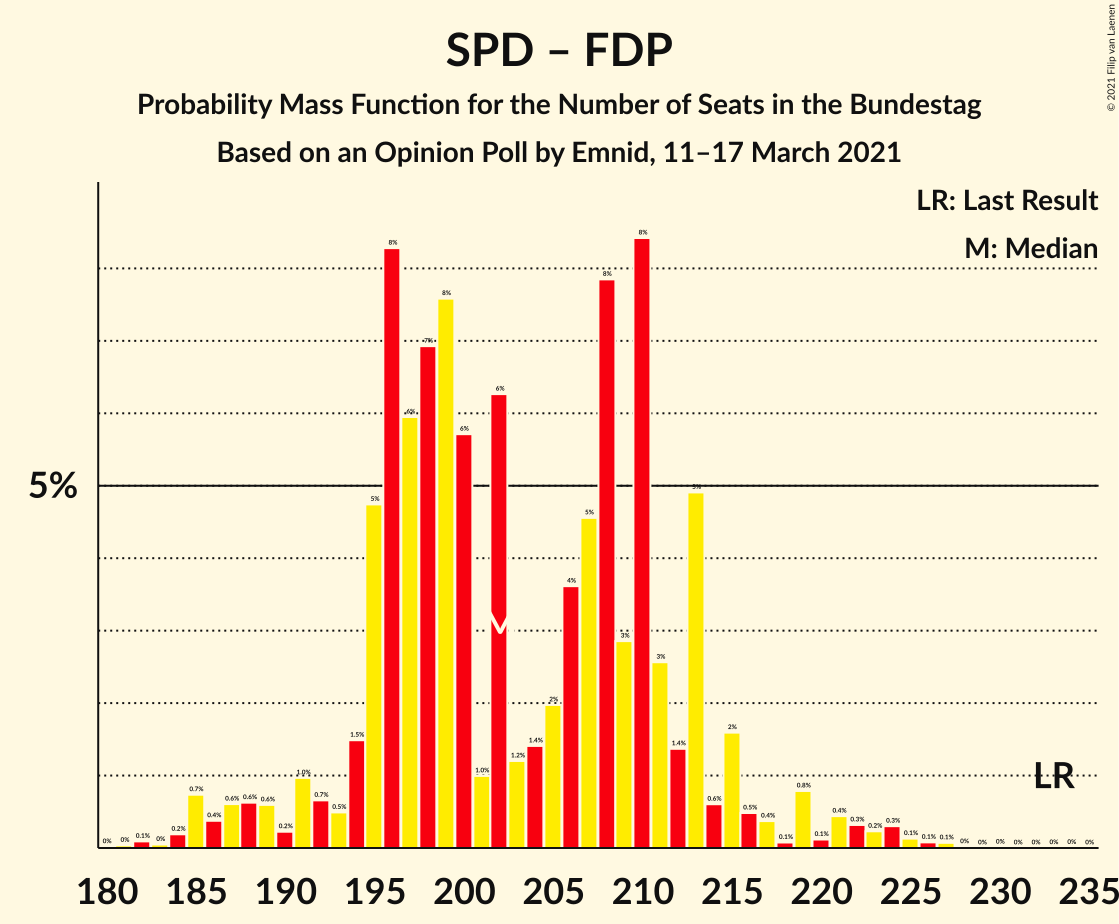 SPD – FDP
Probability Mass Function for the Number of Seats in the Bundestag
Based on an Opinion Poll by Emnid, 11–17 March 2021
© 2021 Filip van Laenen
LR: Last Result
M: Median
5%
0% 0% 0.1% 0% 0.2% 0.7% 0.4% 0.6% 0.6% 0.6% 0.2% 1.0% 0.7% 0.5% 1.5% 5% 8% 6% 7% 8% 6% 1.0% 6% 1.2% 1.4% 2% 4% 5% 8% 3% 8% 3% 1.4% 5% 0.6% 2% 0.5% 0.4% 0.1% 0.8% 0.1% 0.4% 0.3% 0.2% 0.3% 0.1% 0.1% 0.1% 0% 0% 0% 0% 0% 0% 0% 0%
LR
180 185 190 195 200 205 210 215 220 225 230 235